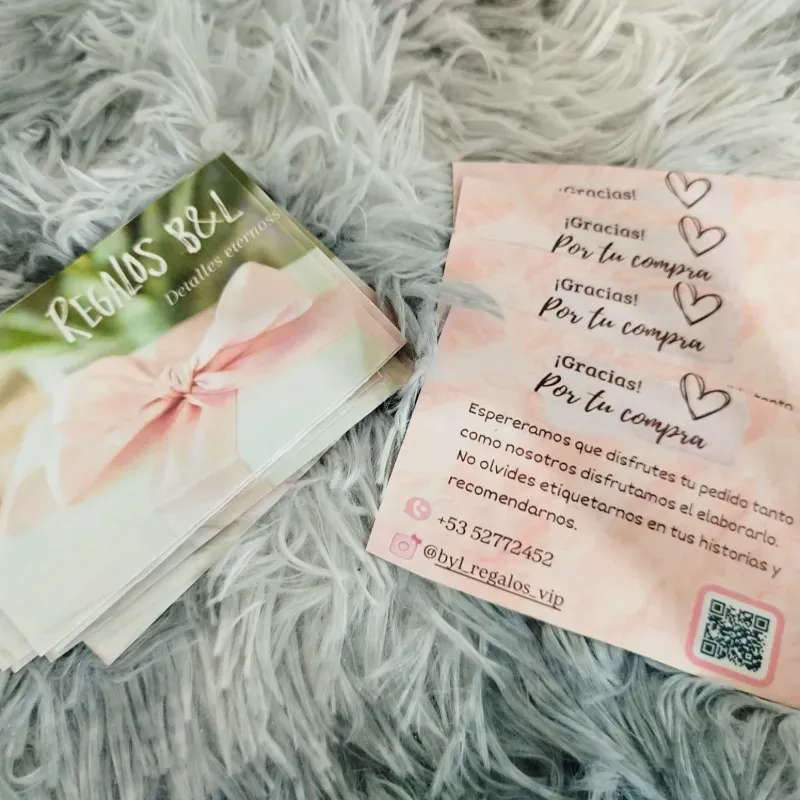 REGALOS B&L
Detalles eternoss
¡Gracias!
¡Gracias!
Por tu compra
¡Gracias!
Por tu compra
¡Gracias!
Por tu compra
Espereramos que disfrutes tu pedido tanto
como nosotros disfrutamos el elaborarlo.
No olvides etiquetarnos en tus historias y
recomendarnos.
+53 52772452
@byl_regalos_vip